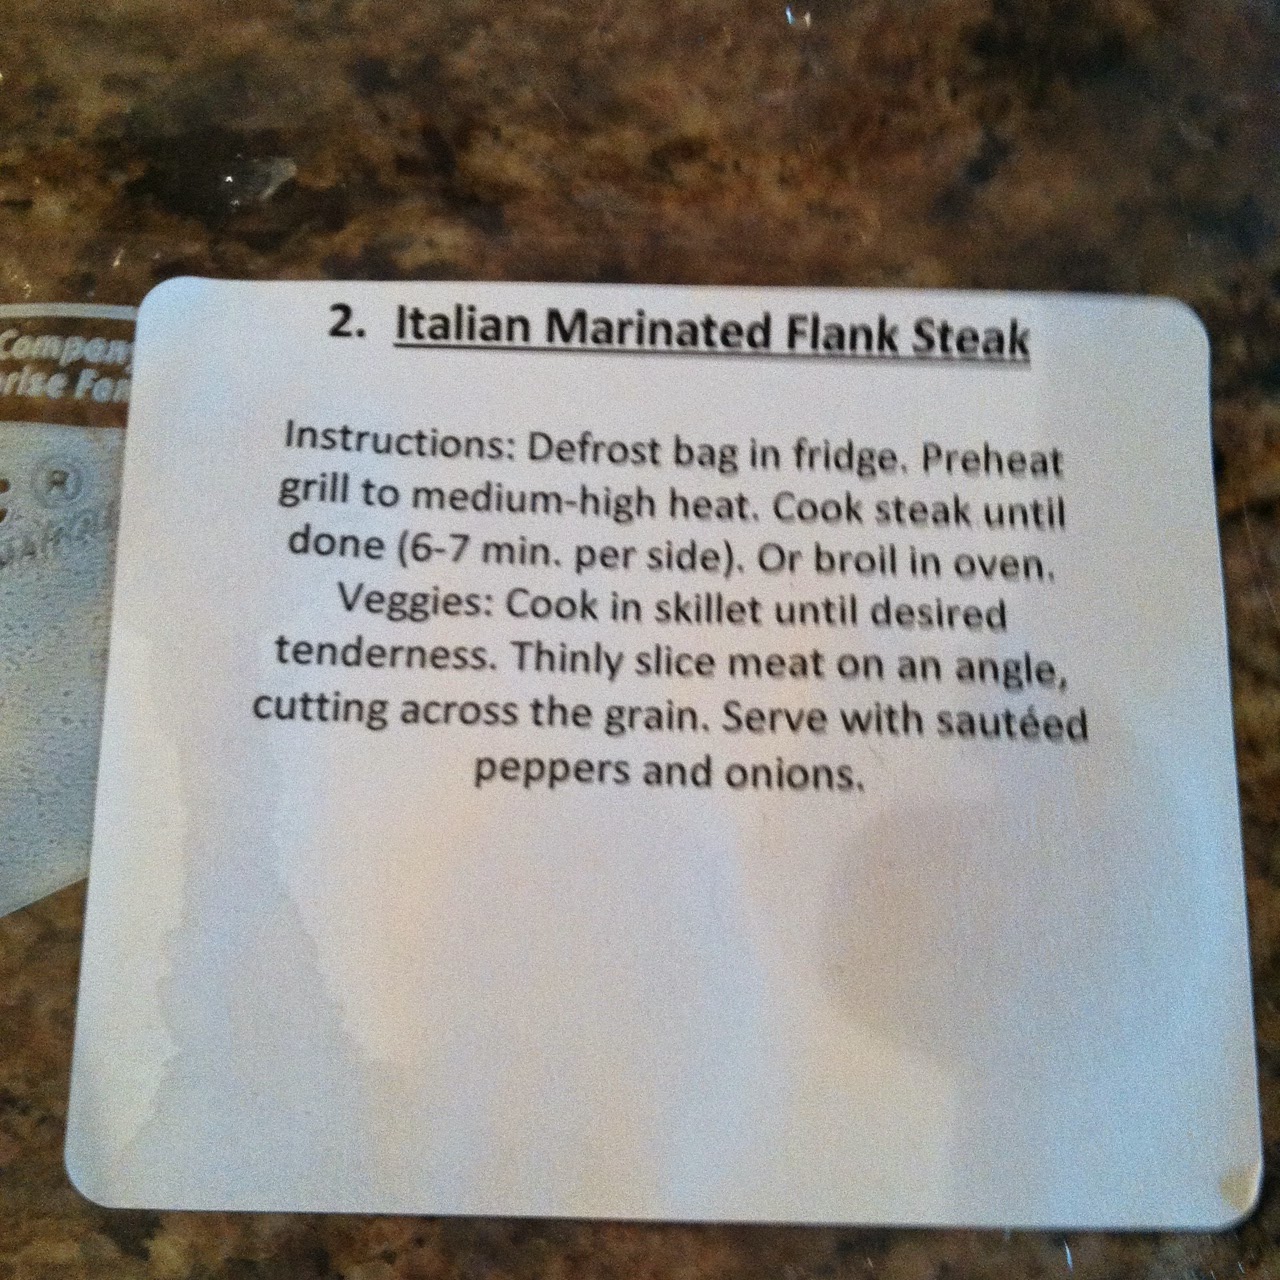 2. Italian Marinated Flank Steak
Instructions: Defrost bag in fridge. Preheat
grill to medium-high heat. Cook steak until
done (6-7 min. per side). Or broil in oven.
Veggies: Cook in skillet until desired
tenderness. Thinly slice meat on an angle,
cutting across the grain. Serve with sautéed
peppers and onions.
Compan
®